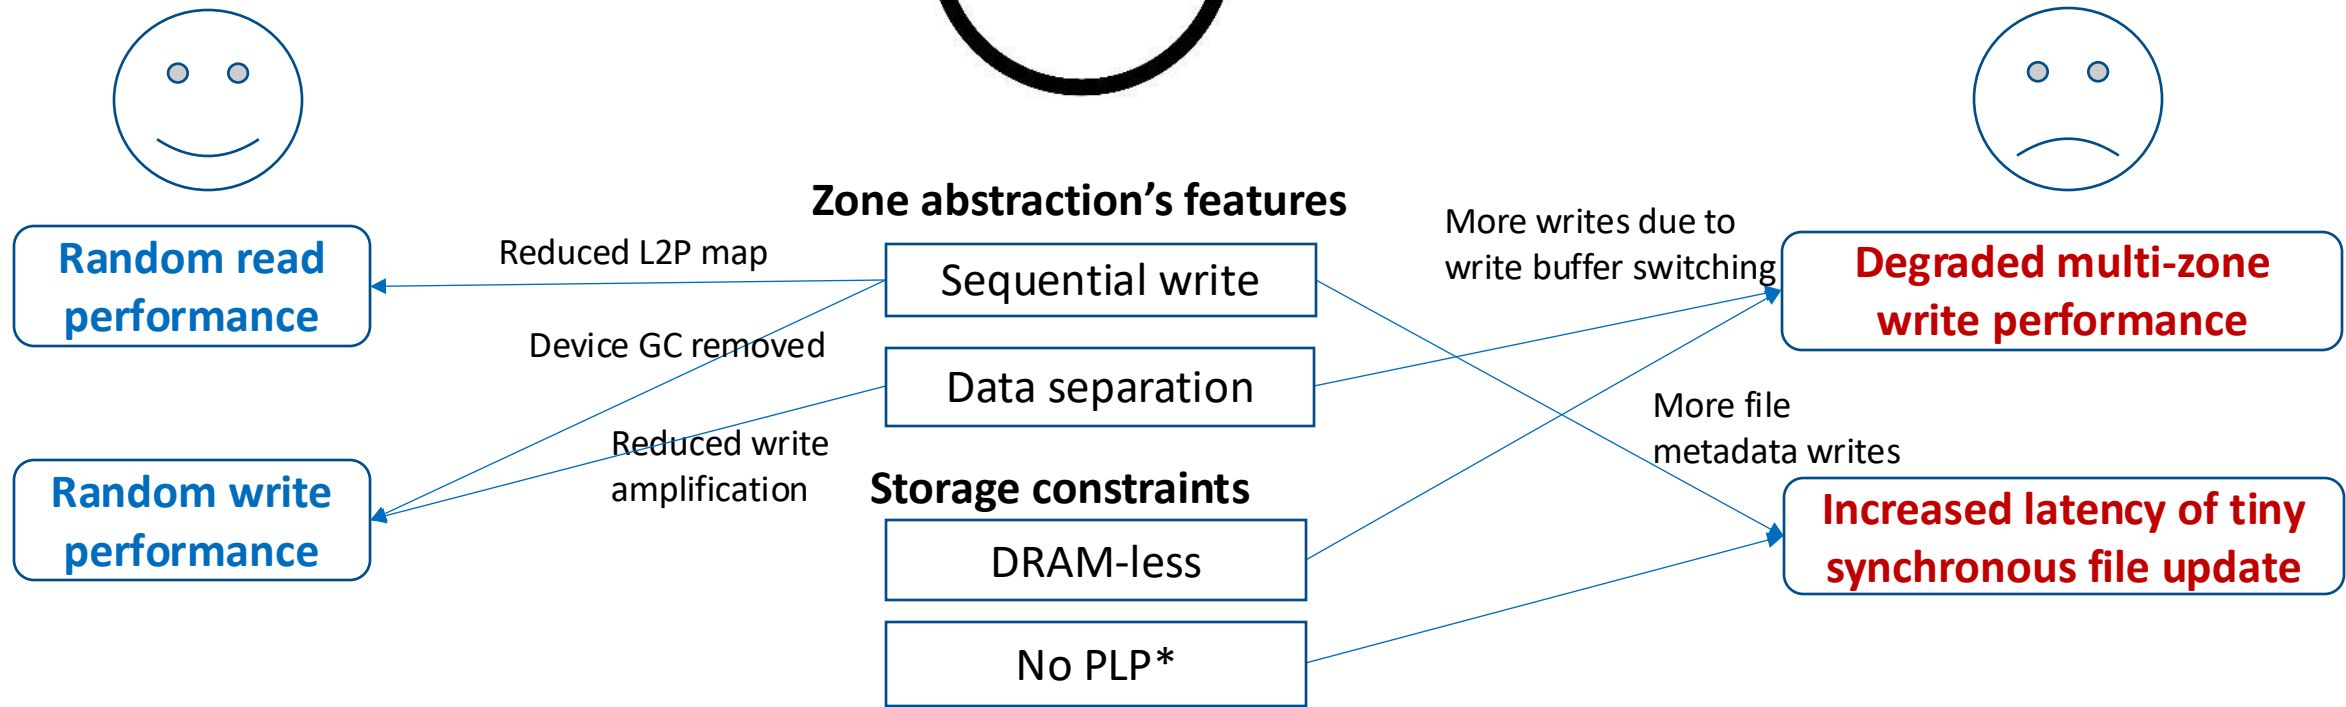 Zone abstraction’s features
Random read
performance
Reduced L2P map
Sequential write
More writes due to
write buffer switching
Degraded multi-zone
write performance
Device GC removed
Data separation
More file
metadata writes
Reduced write
amplification
Random write
performance
Storage constraints
DRAM-less
Increased latency of tiny
synchronous file update
No PLP*